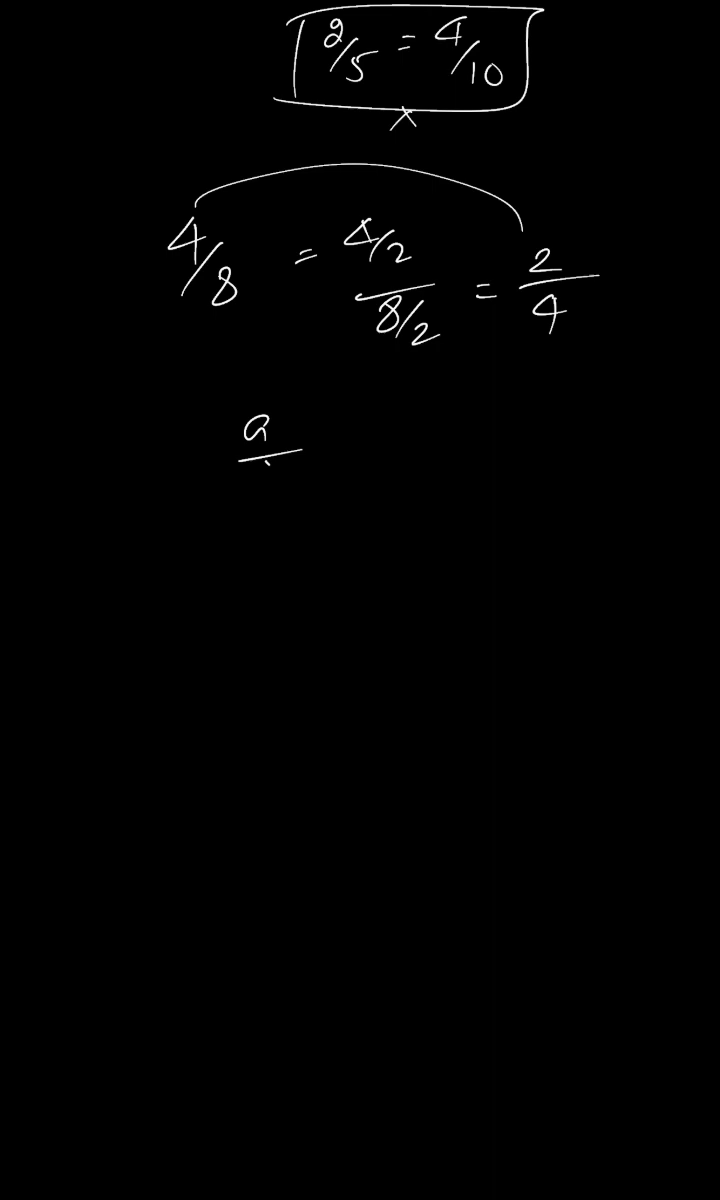 2/5 = 4/10
×
4/8 = 4/2 / 8/2 = 2/4
a